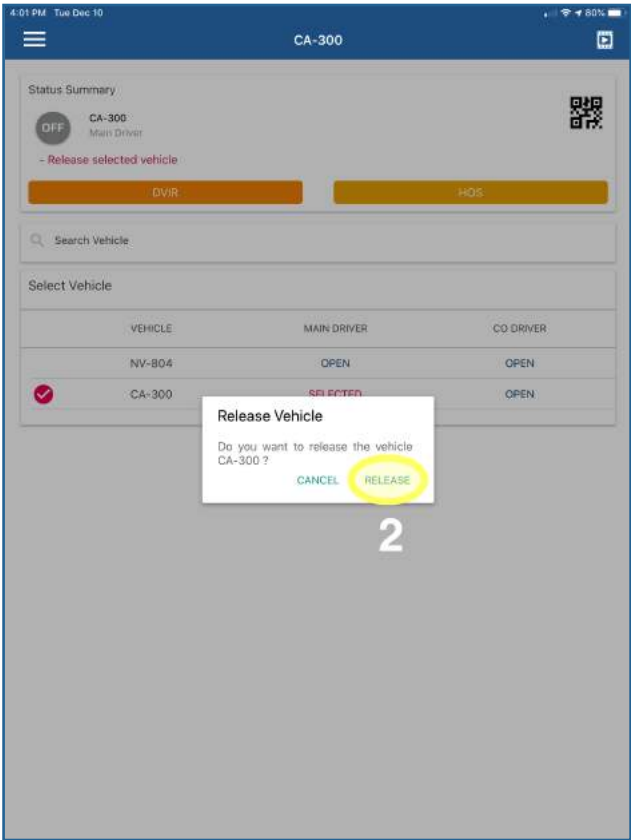 4:01 PM Tue Dec 10
80%
CA-300
Status Summary
OFF
CA-300
Main Driver
- Release selected vehicle
DVIR
HOS
Search Vehicle
Select Vehicle
VEHICLE MAIN DRIVER CO DRIVER
NV-804 OPEN OPEN
CA-300 SELECTED OPEN
Release Vehicle
Do you want to release the vehicle
CA-300 ?
CANCEL RELEASE
2